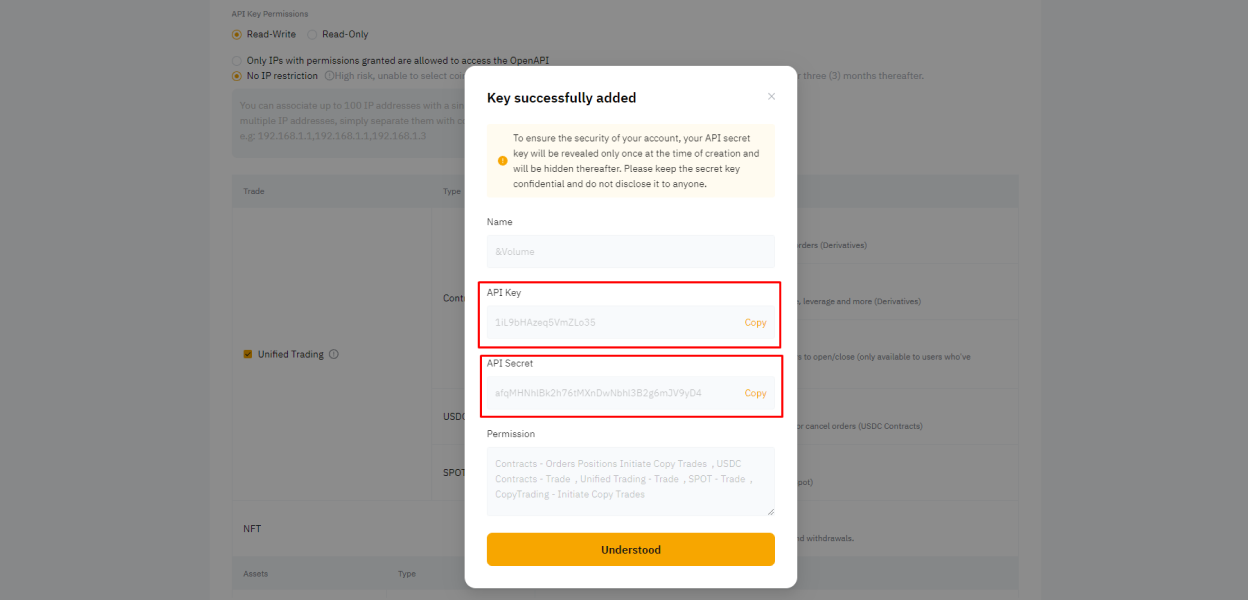 API Key Permissions
Read-Write Read-Only
Only IPs with permissions granted are allowed to access the OpenAPI
No IP restriction High risk, unable to select coi
three (3) months thereafter.
You can associate up to 100 IP addresses with a sin
multiple IP addresses, simply separate them with c
e.g: 192.168.1.1,192.168.1.1,192.168.1.3
Trade Type
Unified Trading
Contr
USDC
SPOT
NFT
Assets Type
rders (Derivatives)
, leverage and more (Derivatives)
s to open/close (only available to users who've
or cancel orders (USDC Contracts)
pot)
nd withdrawals.
Key successfully added
To ensure the security of your account, your API secret
key will be revealed only once at the time of creation and
will be hidden thereafter. Please keep the secret key
confidential and do not disclose it to anyone.
Name
&Volume
API Key
1iL9bHAzeq5VmZLo35 Copy
API Secret
Copy
Permission
Contracts - Orders Positions Initiate Copy Trades , USDC
Contracts - Trade , Unified Trading - Trade , SPOT - Trade ,
CopyTrading - Initiate Copy Trades
Understood